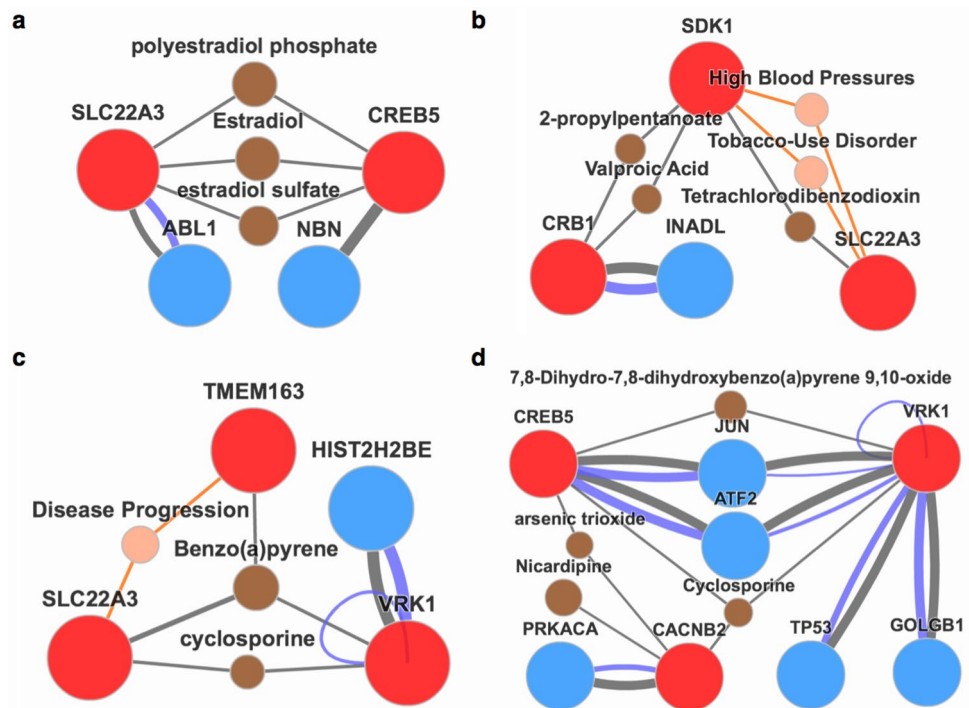 a
polyestradiol phosphate
SLC22A3
Estradiol
CREB5
estradiol sulfate
ABL1
NBN
b
SDK1
High Blood Pressures
2-propylpentanoate
Tobacco-Use Disorder
Valproic Acid
Tetrachlorodibenzodioxin
CRB1
INADL
SLC22A3
c
TMEM163
HIST2H2BE
Disease Progression
Benzo(a)pyrene
SLC22A3
VRK1
cyclosporine
d
7,8-Dihydro-7,8-dihydroxybenzo(a)pyrene 9,10-oxide
CREB5
JUN
VRK1
ATF2
arsenic trioxide
Nicardipine
Cyclosporine
PRKACA
CACNB2
TP53
GOLGB1